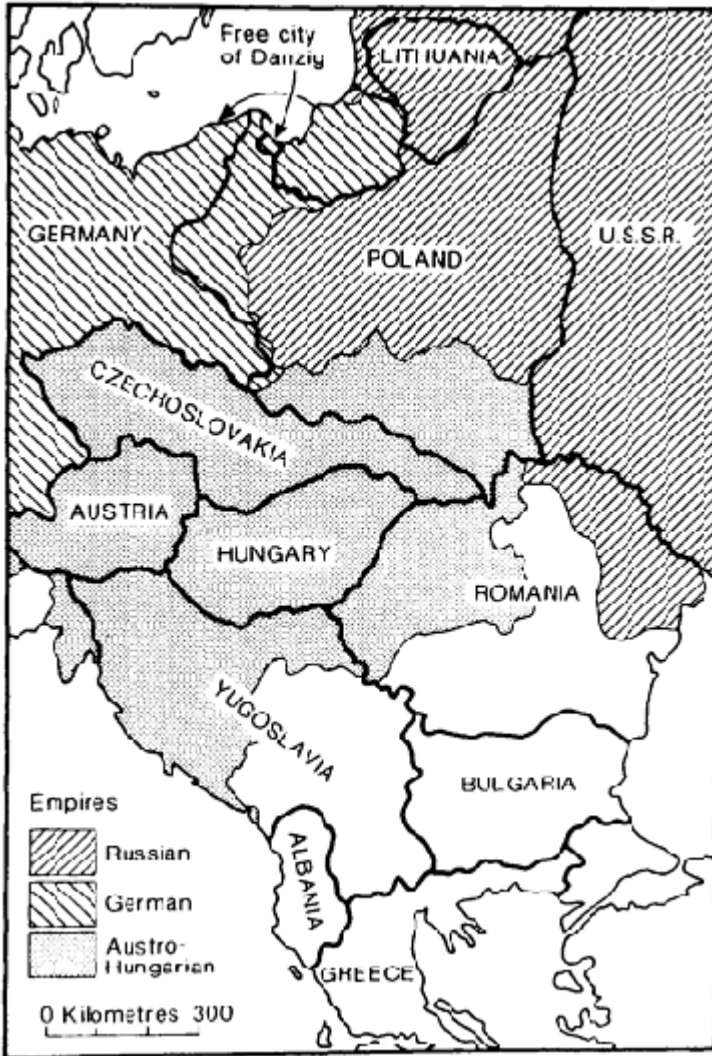 Free city
of Danzig
LITHUANIA
GERMANY
POLAND
U.S.S.R.
CZECHOSLOVAKIA
AUSTRIA
HUNGARY
ROMANIA
YUGOSLAVIA
BULGARIA
ALBANIA
GREECE
Empires
Russian
German
Austro-
Hungarian
0 Kilometres 300